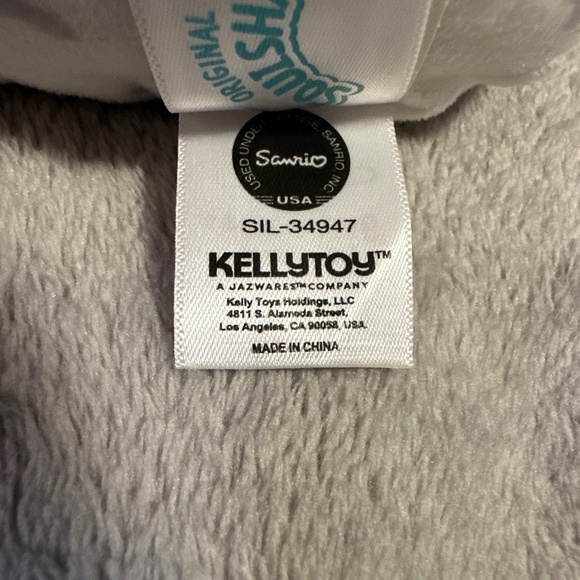 ORIGINAL
SQUISHM
USED UNDER LICENSE, SANRIO, INC.
Sanrio
USA
SIL-34947
KELLYTOY™
A JAZWARES™ COMPANY
Kelly Toys Holdings, LLC
4811 S. Alameda Street,
Los Angeles, CA 90058, USA.
MADE IN CHINA